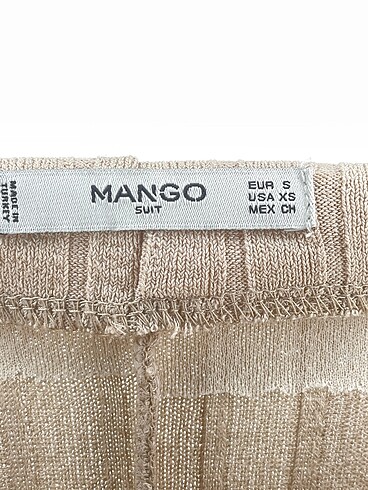 MADE IN
TURKEY
MANGO
SUIT
EUR S
USA XS
MEX CH